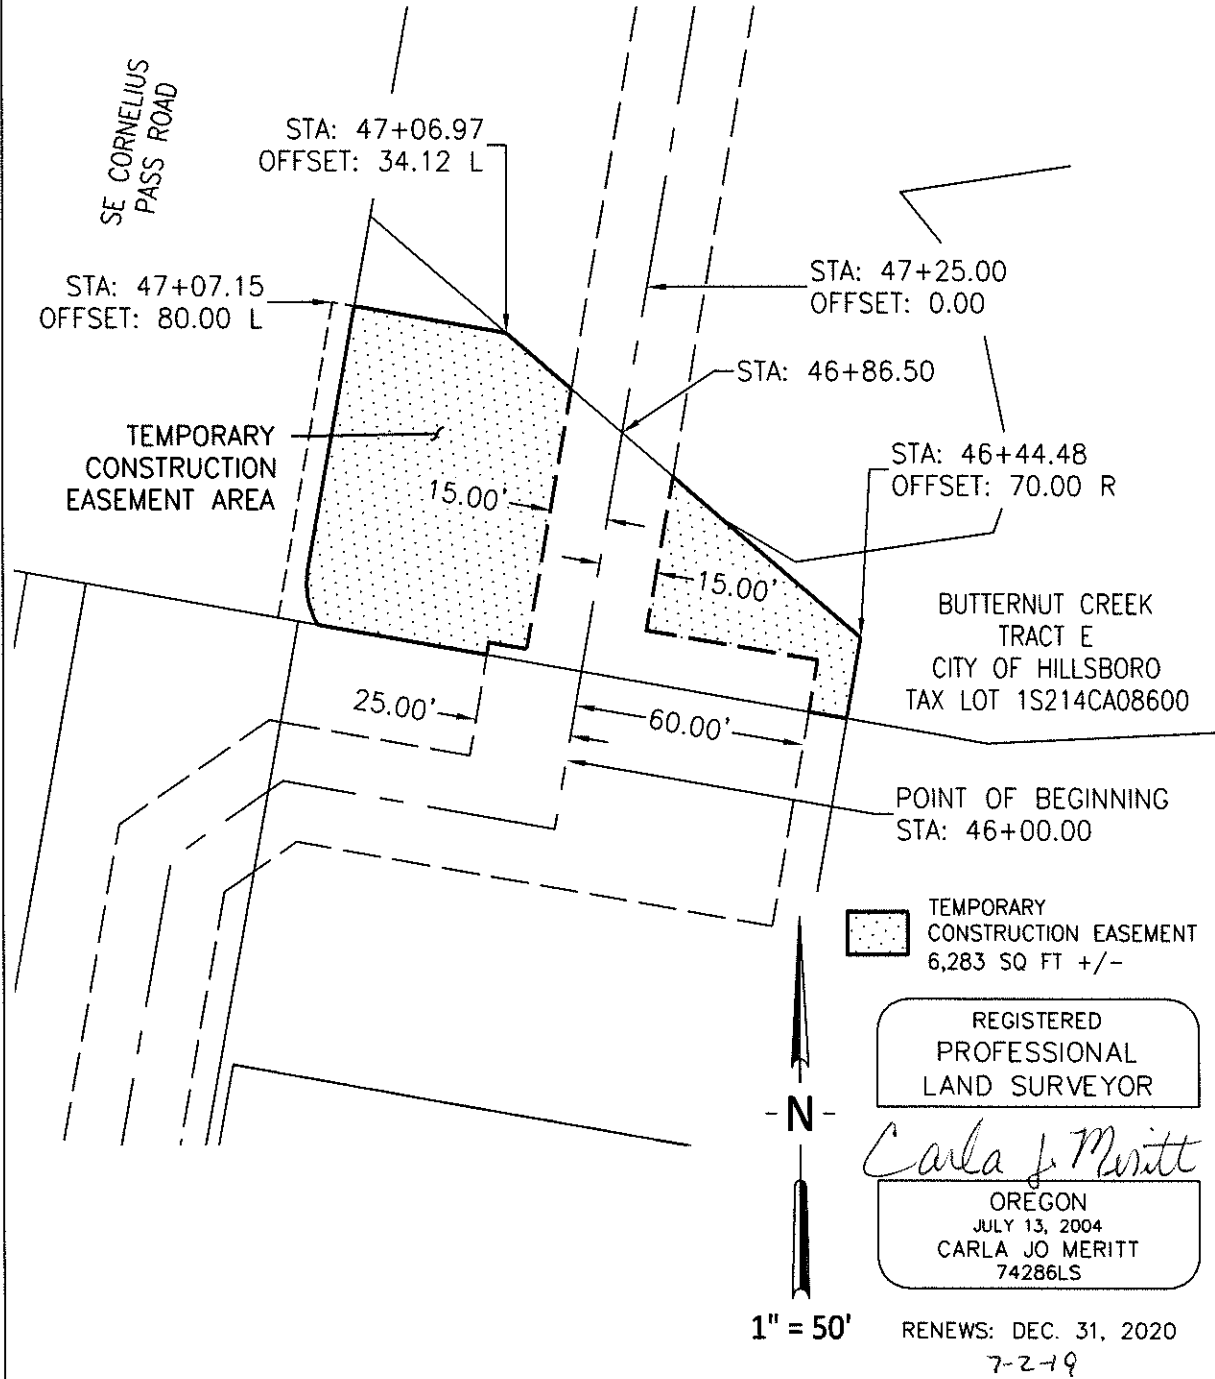 SE CORNELIUS
PASS ROAD
STA: 47+06.97
OFFSET: 34.12 L
STA: 47+07.15
OFFSET: 80.00 L
STA: 47+25.00
OFFSET: 0.00
STA: 46+86.50
TEMPORARY
CONSTRUCTION
EASEMENT AREA
STA: 46+44.48
OFFSET: 70.00 R
15.00'
15.00'
BUTTERNUT CREEK
TRACT E
CITY OF HILLSBORO
TAX LOT 1S214CA08600
25.00'
60.00'
POINT OF BEGINNING
STA: 46+00.00
TEMPORARY
CONSTRUCTION EASEMENT
6,283 SQ FT +/-
REGISTERED
PROFESSIONAL
LAND SURVEYOR
-N-
Carla J. Meritt
OREGON
JULY 13, 2004
CARLA JO MERITT
74286LS
1" = 50'
RENEWS: DEC. 31, 2020
7-2-19